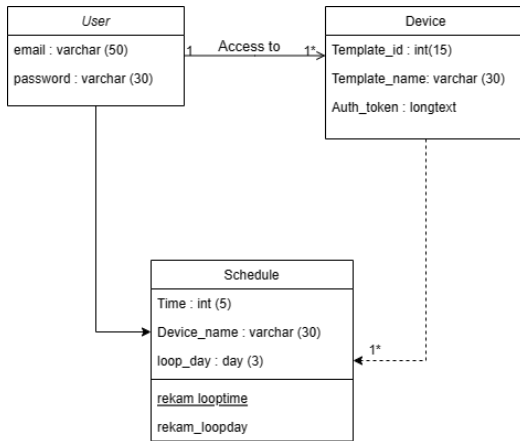 User
email : varchar (50)
password : varchar (30)
1
Access to
1*
Device
Template_id : int(15)
Template_name: varchar (30)
Auth_token : longtext
Schedule
Time : int (5)
Device_name : varchar (30)
loop_day : day (3)
1*
rekam looptime
rekam_loopday